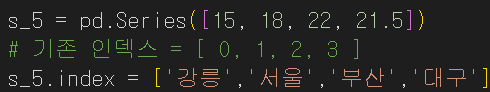 s_5 = pd.Series([15, 18, 22, 21.5])
# 기존 인덱스 = [ 0, 1, 2, 3 ]
s_5.index = ['강릉','서울','부산','대구']